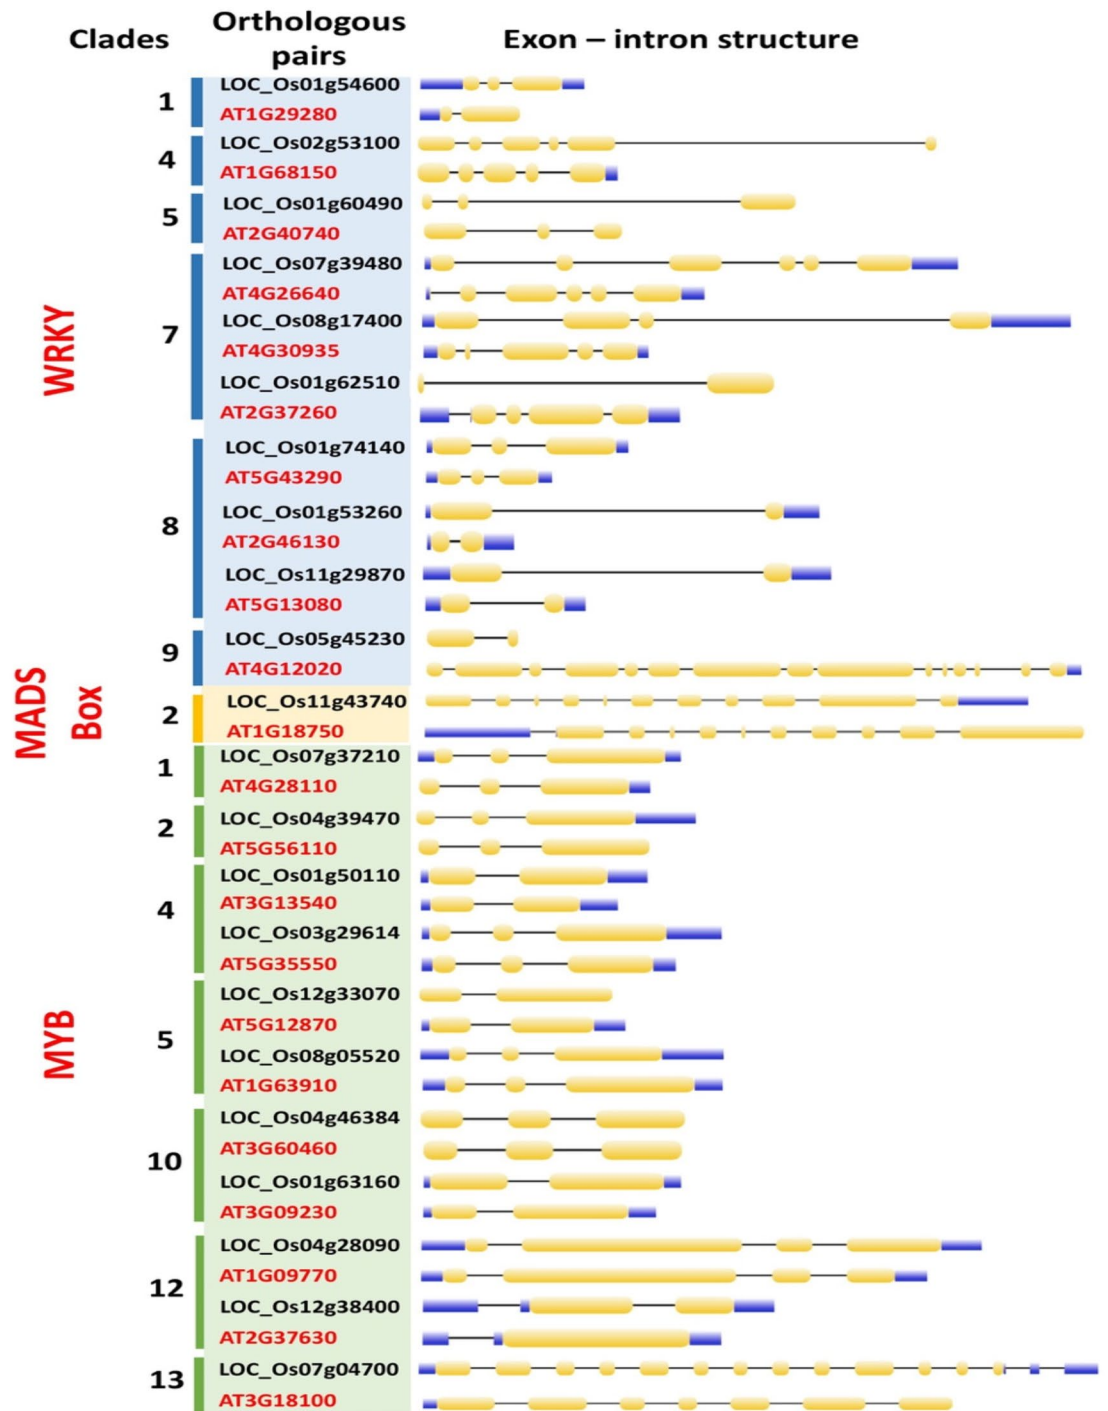 Clades
Orthologous
pairs
Exon – intron structure
WRKY
1
LOC_Os01g54600
AT1G29280
4
LOC_Os02g53100
AT1G68150
5
LOC_Os01g60490
AT2G40740
7
LOC_Os07g39480
AT4G26640
LOC_Os08g17400
AT4G30935
LOC_Os01g62510
AT2G37260
8
LOC_Os01g74140
AT5G43290
LOC_Os01g53260
AT2G46130
LOC_Os11g29870
AT5G13080
9
LOC_Os05g45230
AT4G12020
MADS
Box
2
LOC_Os11g43740
AT1G18750
MYB
1
LOC_Os07g37210
AT4G28110
2
LOC_Os04g39470
AT5G56110
4
LOC_Os01g50110
AT3G13540
LOC_Os03g29614
AT5G35550
5
LOC_Os12g33070
AT5G12870
LOC_Os08g05520
AT1G63910
10
LOC_Os04g46384
AT3G60460
LOC_Os01g63160
AT3G09230
12
LOC_Os04g28090
AT1G09770
LOC_Os12g38400
AT2G37630
13
LOC_Os07g04700
AT3G18100